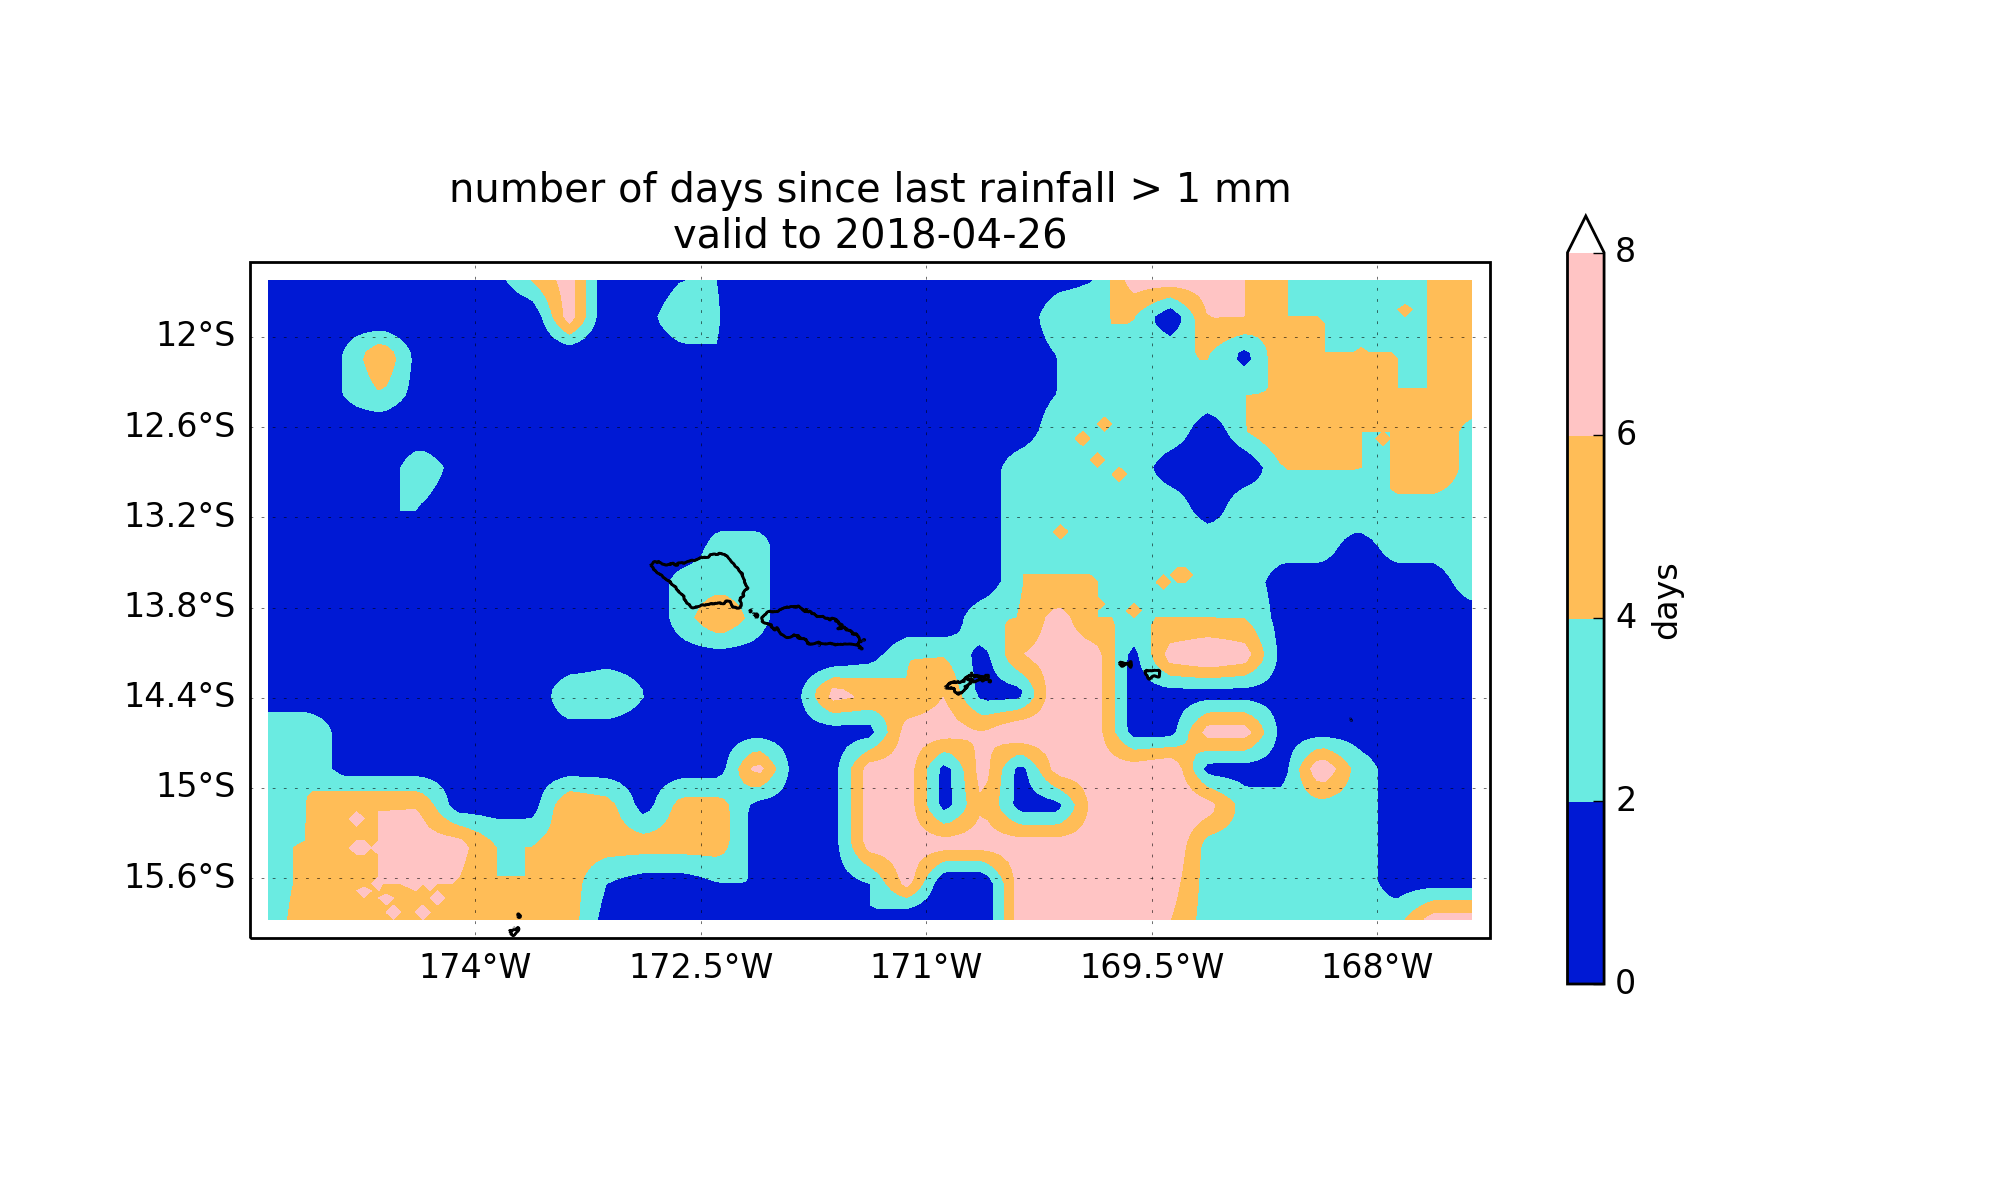 number of days since last rainfall > 1 mm
valid to 2018-04-26
12°S
12.6°S
13.2°S
13.8°S
14.4°S
15°S
15.6°S
174°W 172.5°W 171°W 169.5°W 168°W
8
6
4
2
0
days